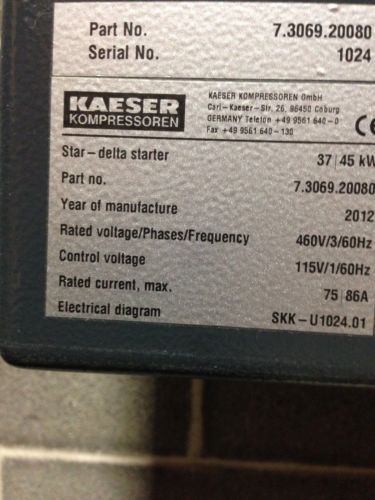 Part No. 7.3069.20080
Serial No. 1024
KAESER
KOMPRESSOREN
KAESER KOMPRESSOREN GmbH
Carl-Kaeser-Str. 26, 96450 Coburg
GERMANY Telefon +49 9561 640-0
Fax +49 9561 640-130
CE
Star-delta starter 37|45 kW
Part no. 7.3069.20080
Year of manufacture 2012
Rated voltage/Phases/Frequency 460V/3/60Hz
Control voltage 115V/1/60Hz
Rated current, max. 75|86A
Electrical diagram SKK-U1024.01